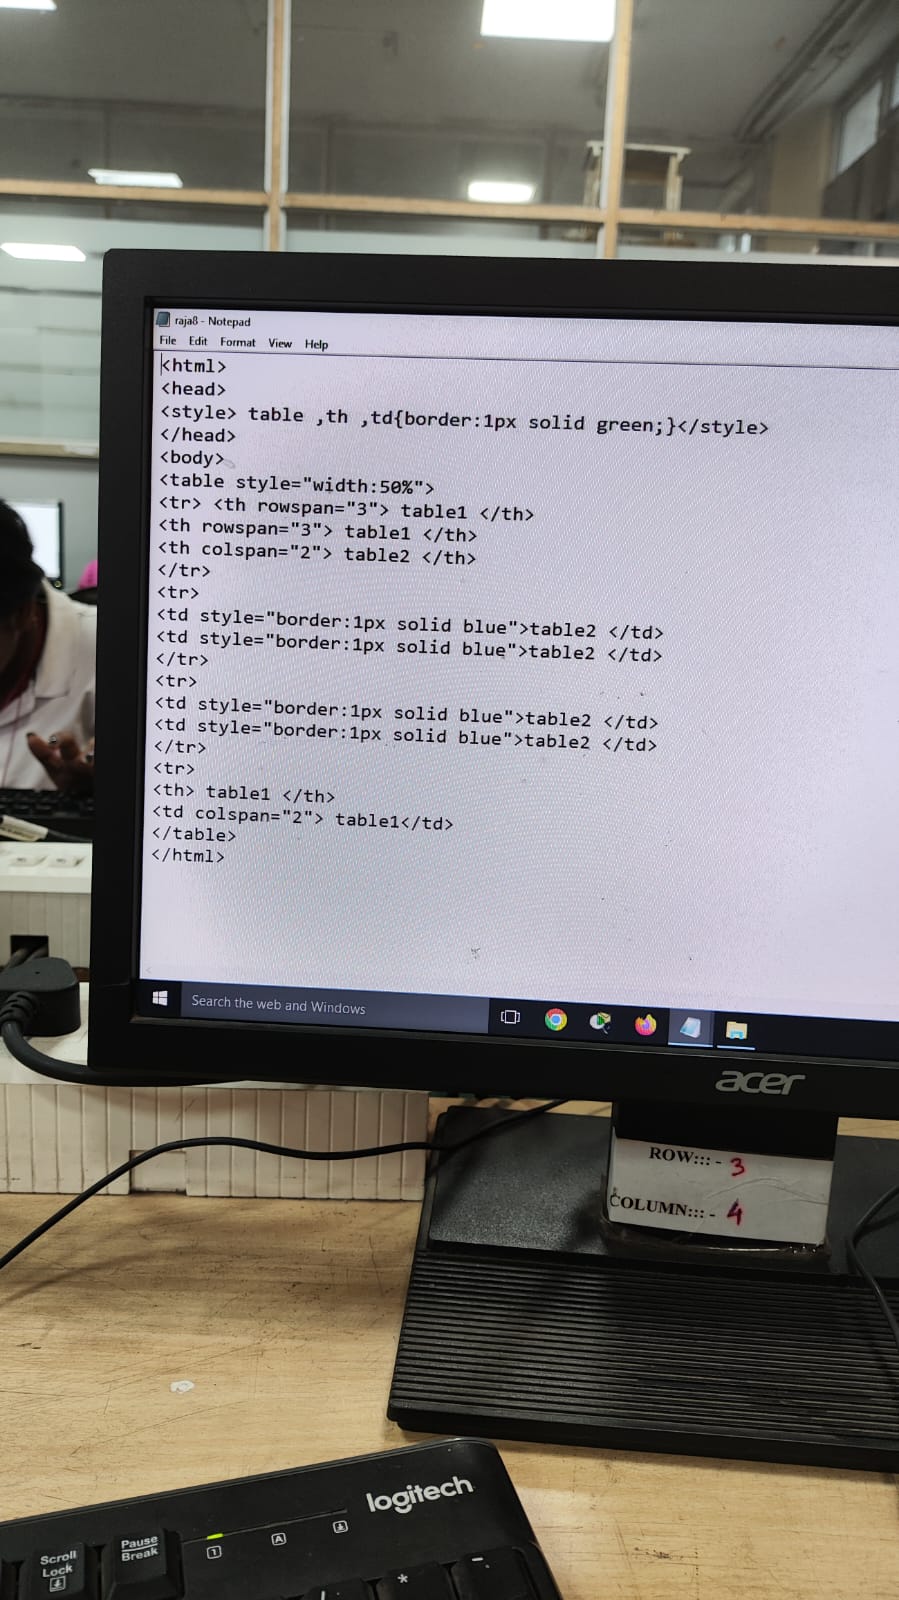 raja8 - Notepad
File Edit Format View Help
<html>
<head>
<style> table ,th ,td{border:1px solid green;}</style>
</head>
<body>
<table style="width:50%">
<tr> <th rowspan="3"> table1 </th>
<th rowspan="3"> table1 </th>
<th colspan="2"> table2 </th>
</tr>
<tr>
<td style="border:1px solid blue">table2 </td>
<td style="border:1px solid blue">table2 </td>
</tr>
<tr>
<td style="border:1px solid blue">table2 </td>
<td style="border:1px solid blue">table2 </td>
</tr>
<tr>
<th> table1 </th>
<td colspan="2"> table1</td>
</table>
</html>
Search the web and Windows
acer
ROW::: - 3
COLUMN::: - 4
logitech
Scroll
Lock
Pause
Break
1
A
*
-